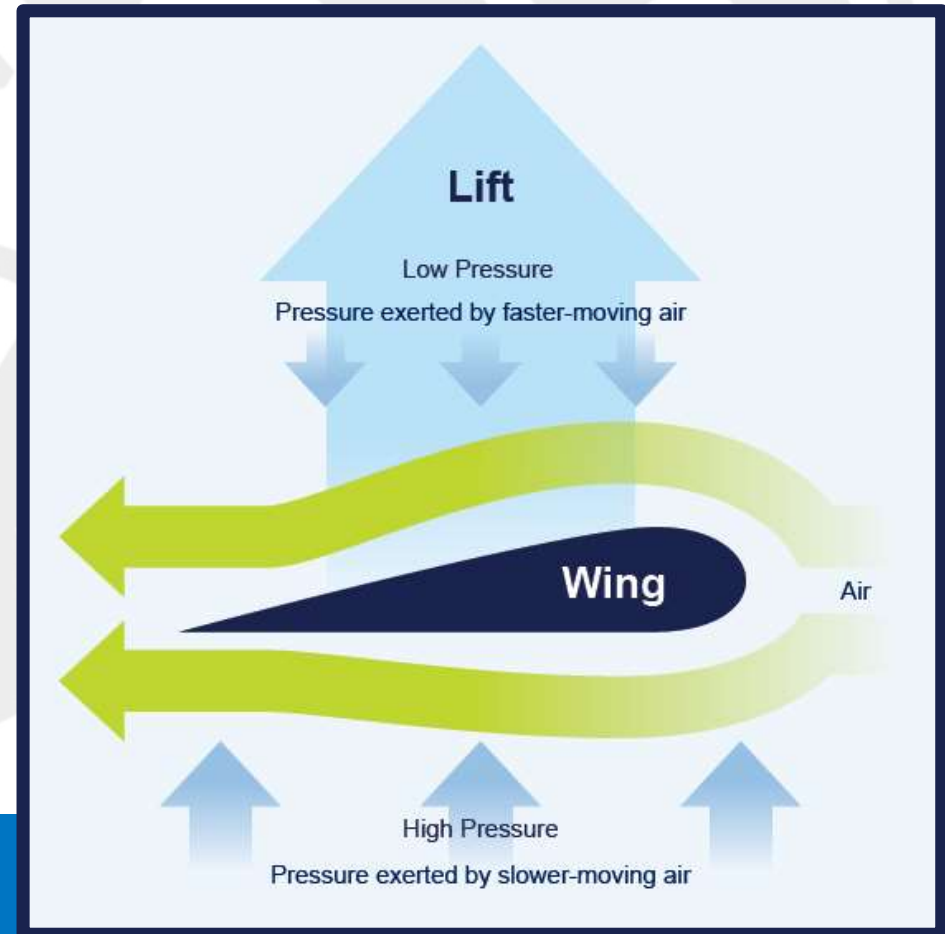 Lift
Low Pressure
Pressure exerted by faster-moving air
Wing
Air
High Pressure
Pressure exerted by slower-moving air